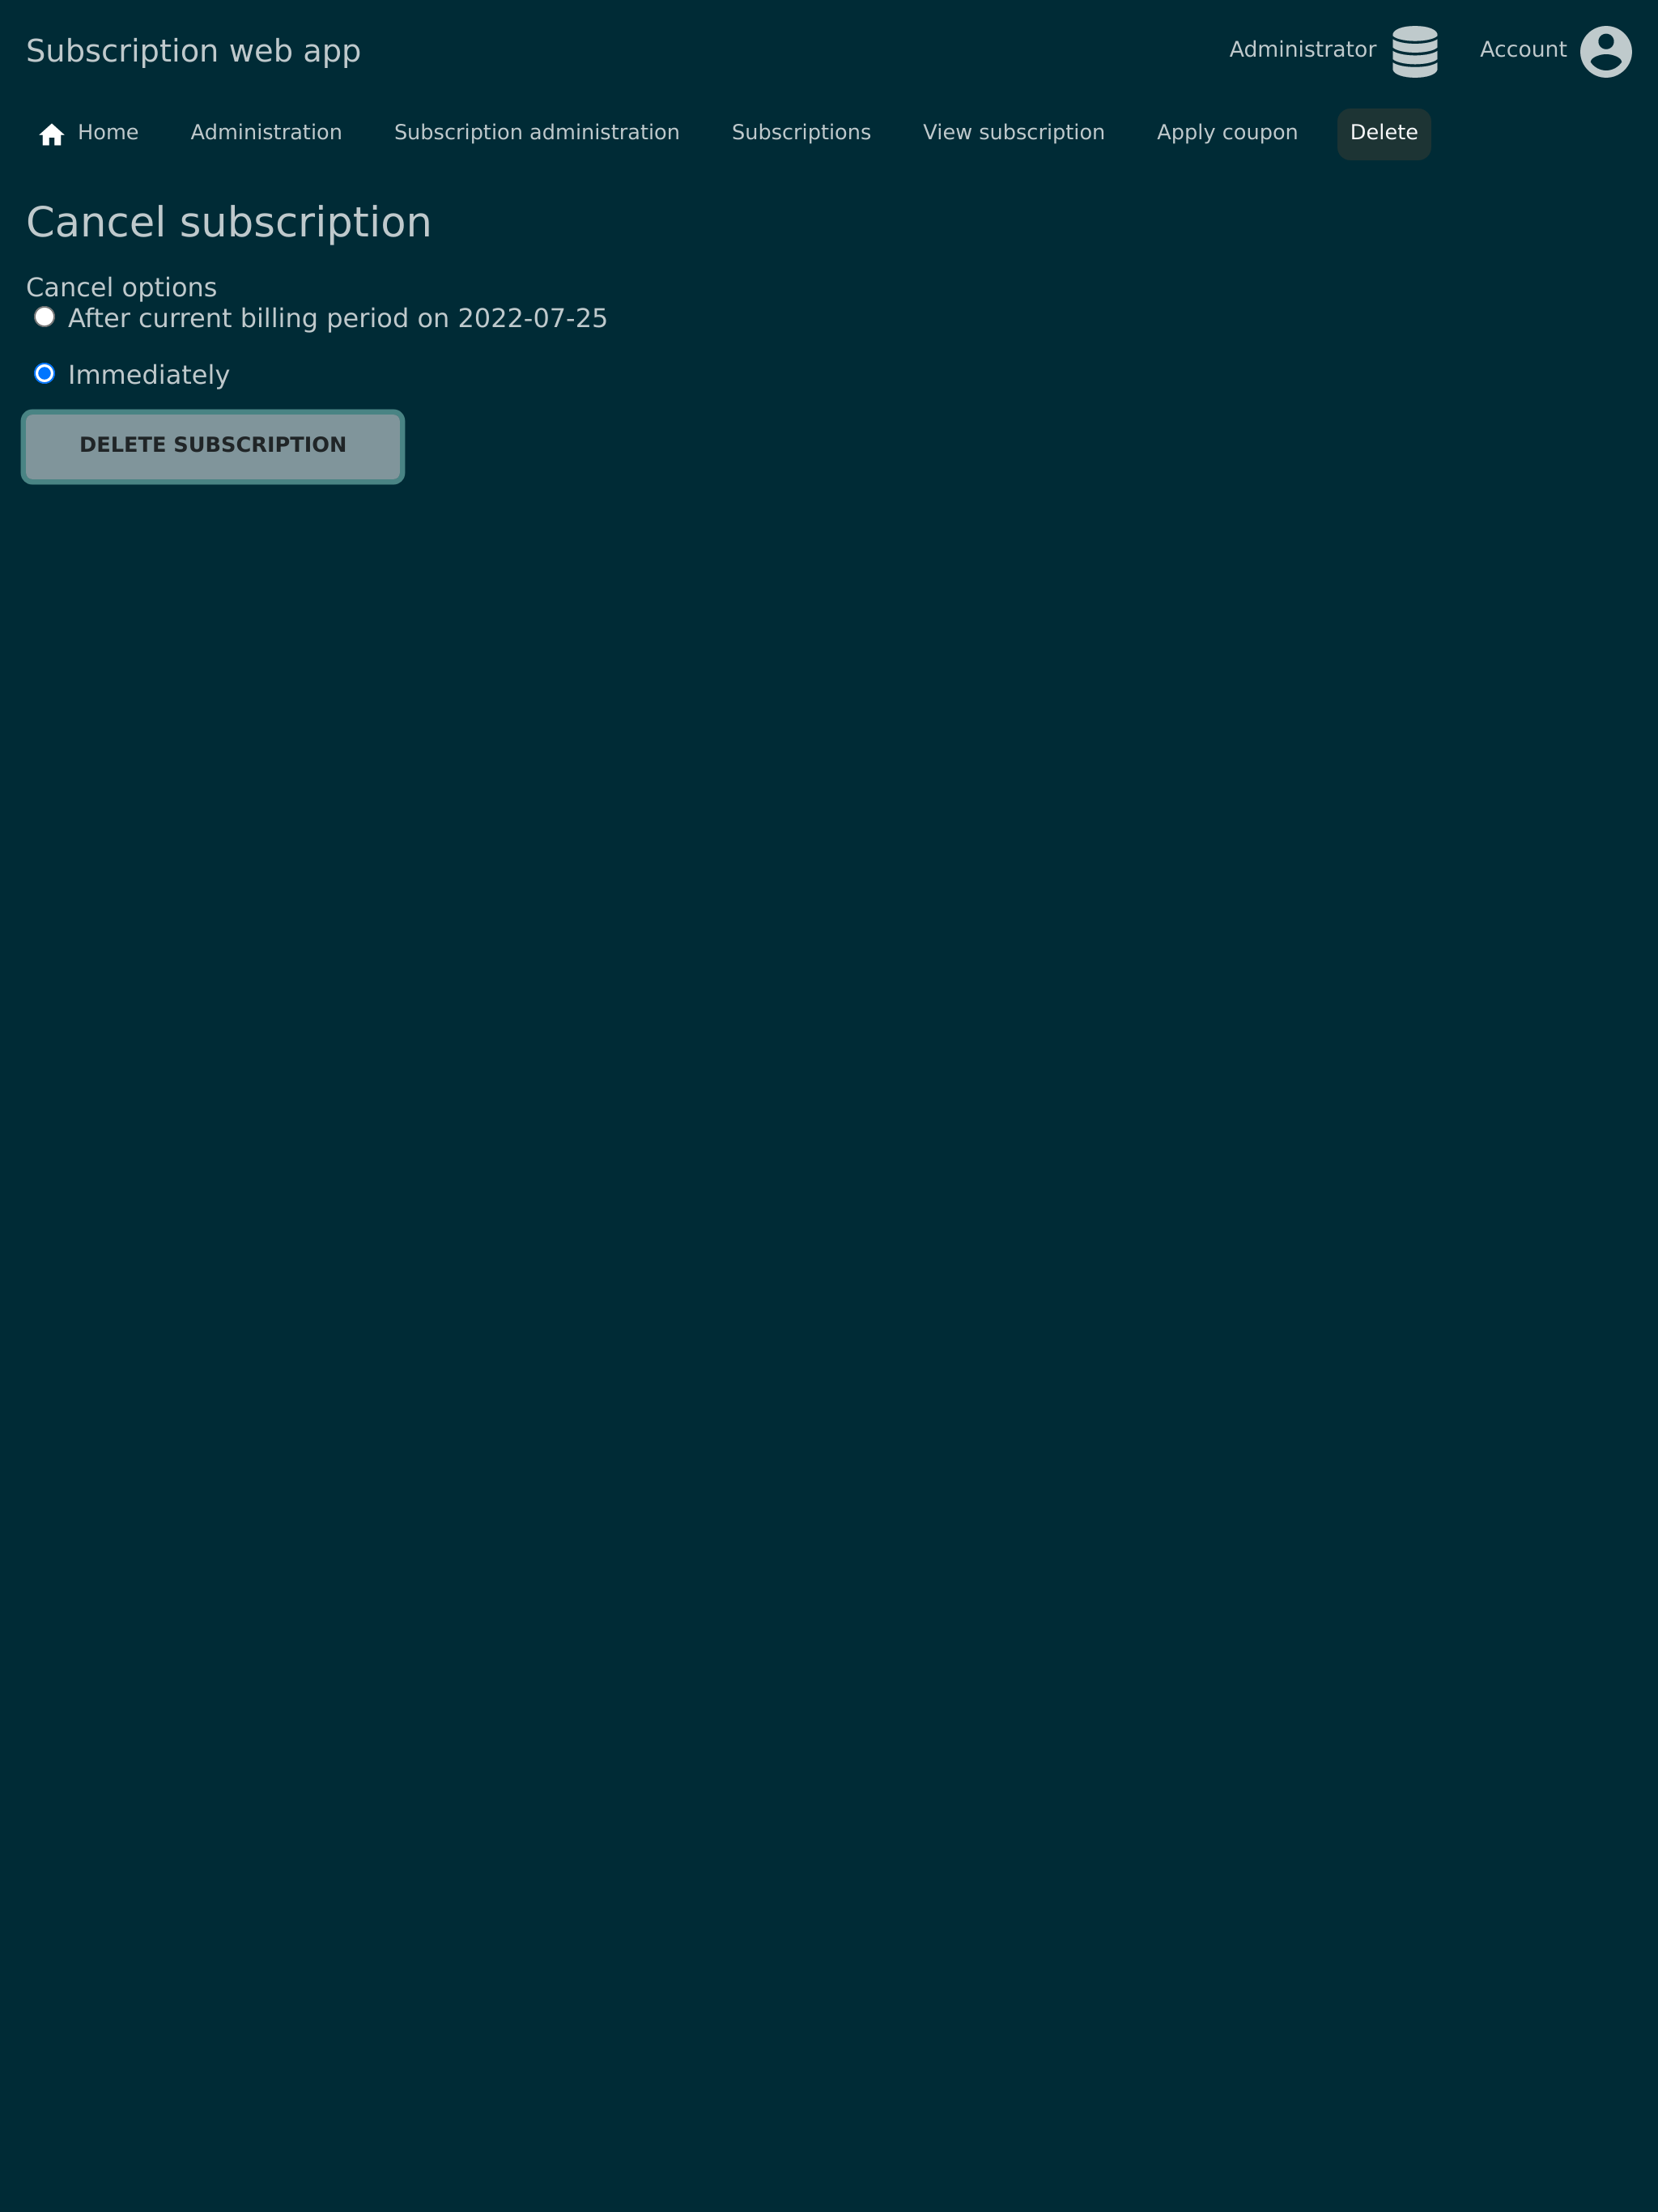 Subscription web app
Administrator
Account
Home
Administration
Subscription administration
Subscriptions
View subscription
Apply coupon
Delete
Cancel subscription
Cancel options
After current billing period on 2022-07-25
Immediately
DELETE SUBSCRIPTION